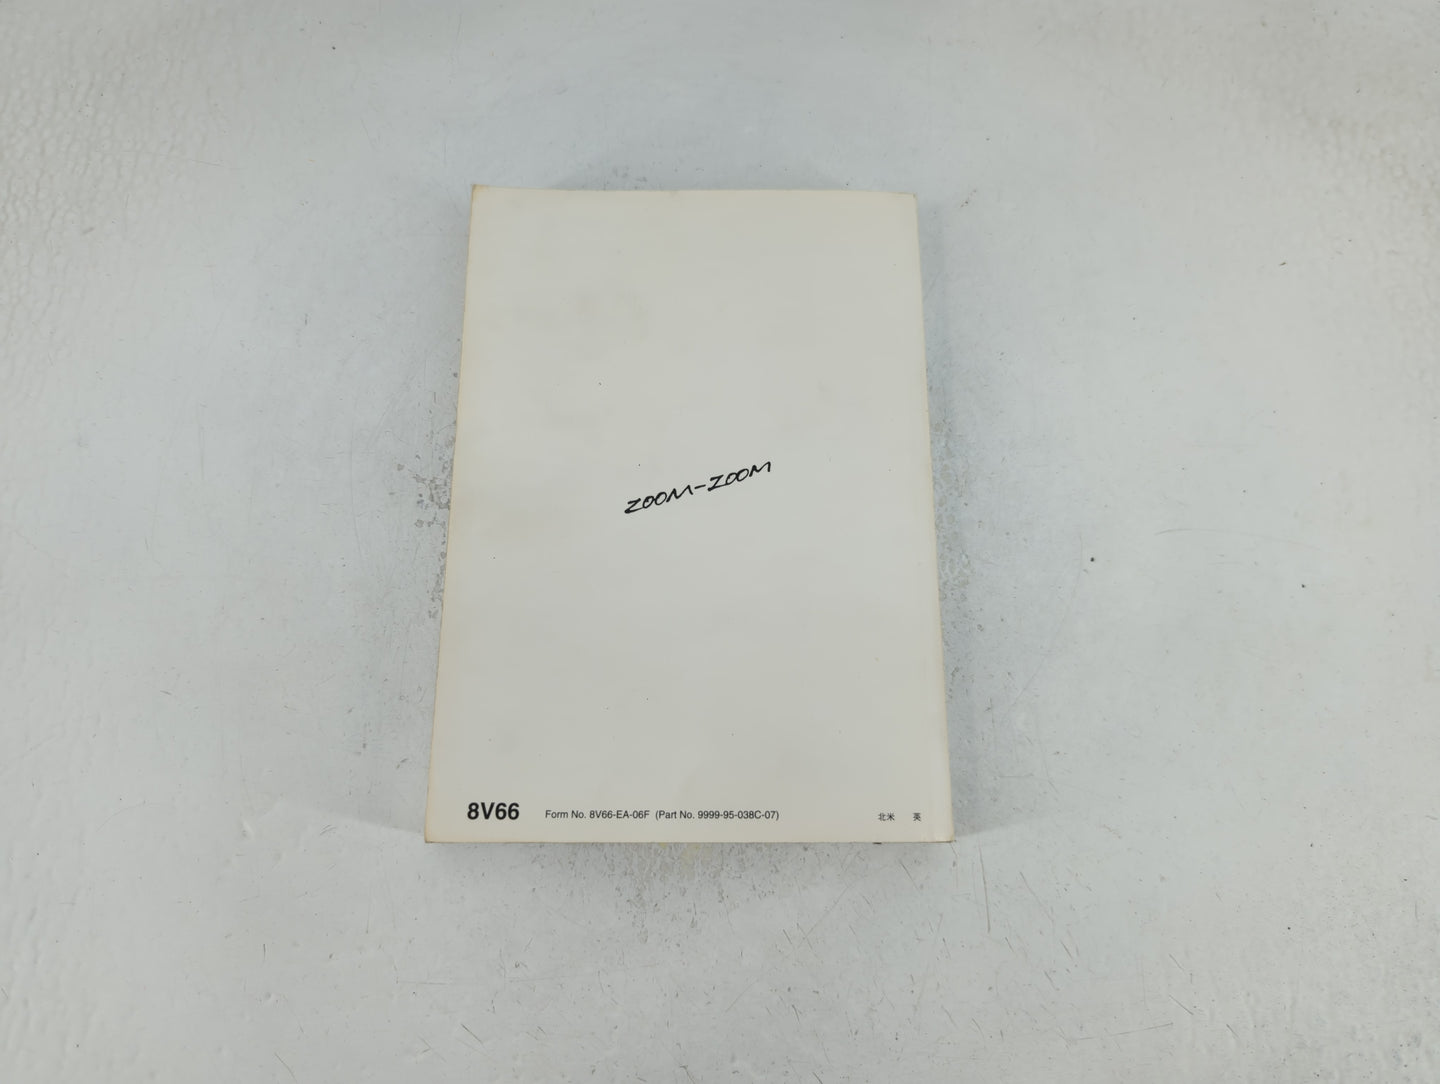 ZOOM-ZOOM
8V66 Form No. 8V66-EA-06F (Part No. 9999-95-038C-07) 北米 英